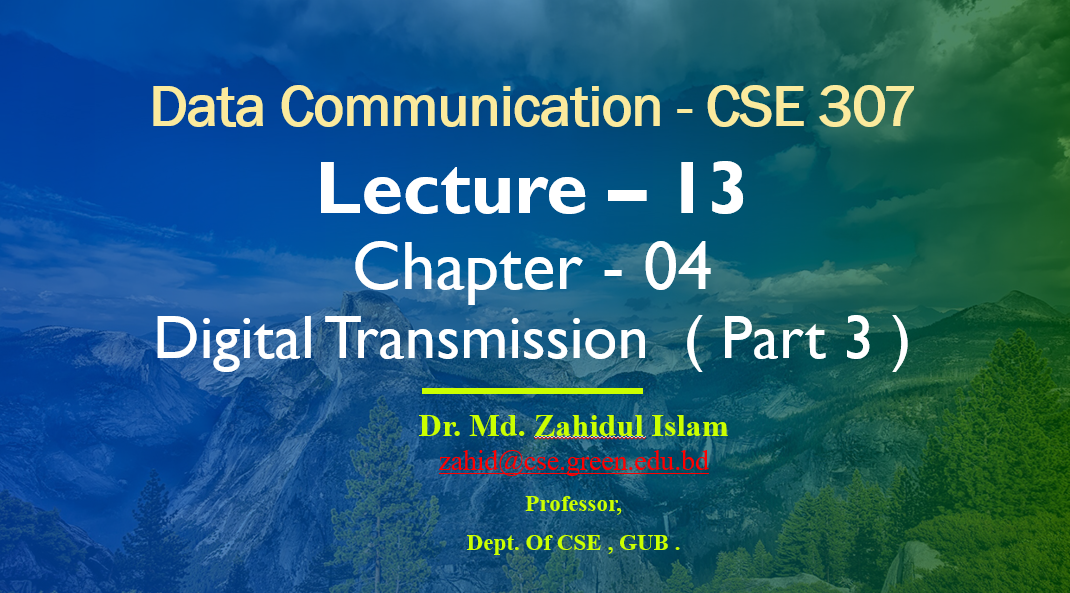 Data Communication - CSE 307
Lecture – 13
Chapter - 04
Digital Transmission ( Part 3 )
Dr. Md. Zahidul Islam
zahid@cse.green.edu.bd
Professor,
Dept. Of CSE , GUB .